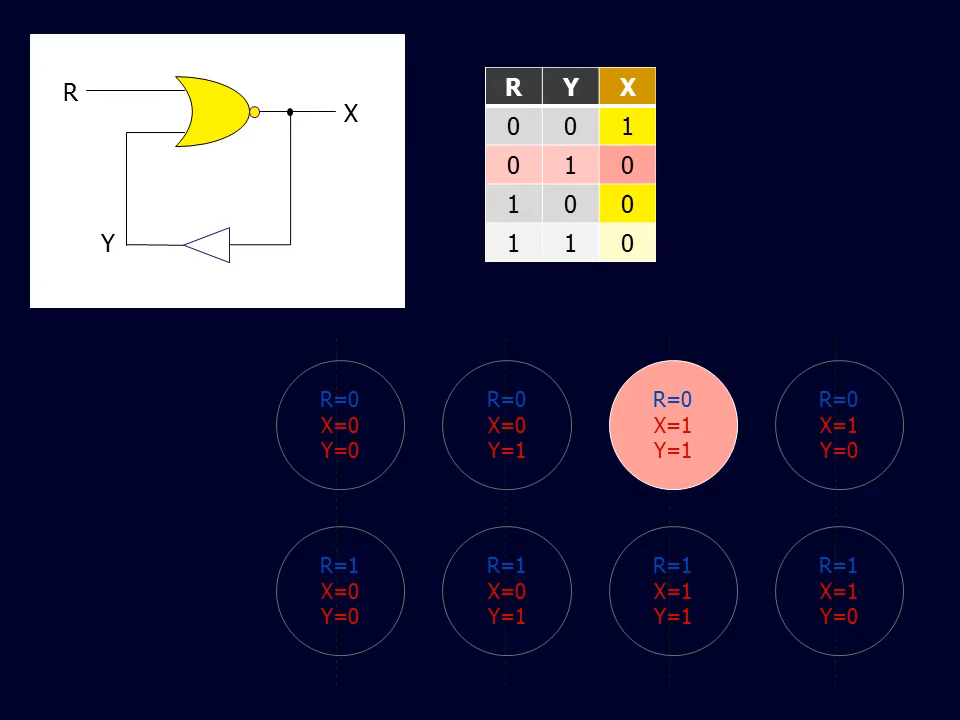 R
X
Y
R Y X
0 0 1
0 1 0
1 0 0
1 1 0
R=0
X=0
Y=0
R=0
X=0
Y=1
R=0
X=1
Y=1
R=0
X=1
Y=0
R=1
X=0
Y=0
R=1
X=0
Y=1
R=1
X=1
Y=1
R=1
X=1
Y=0